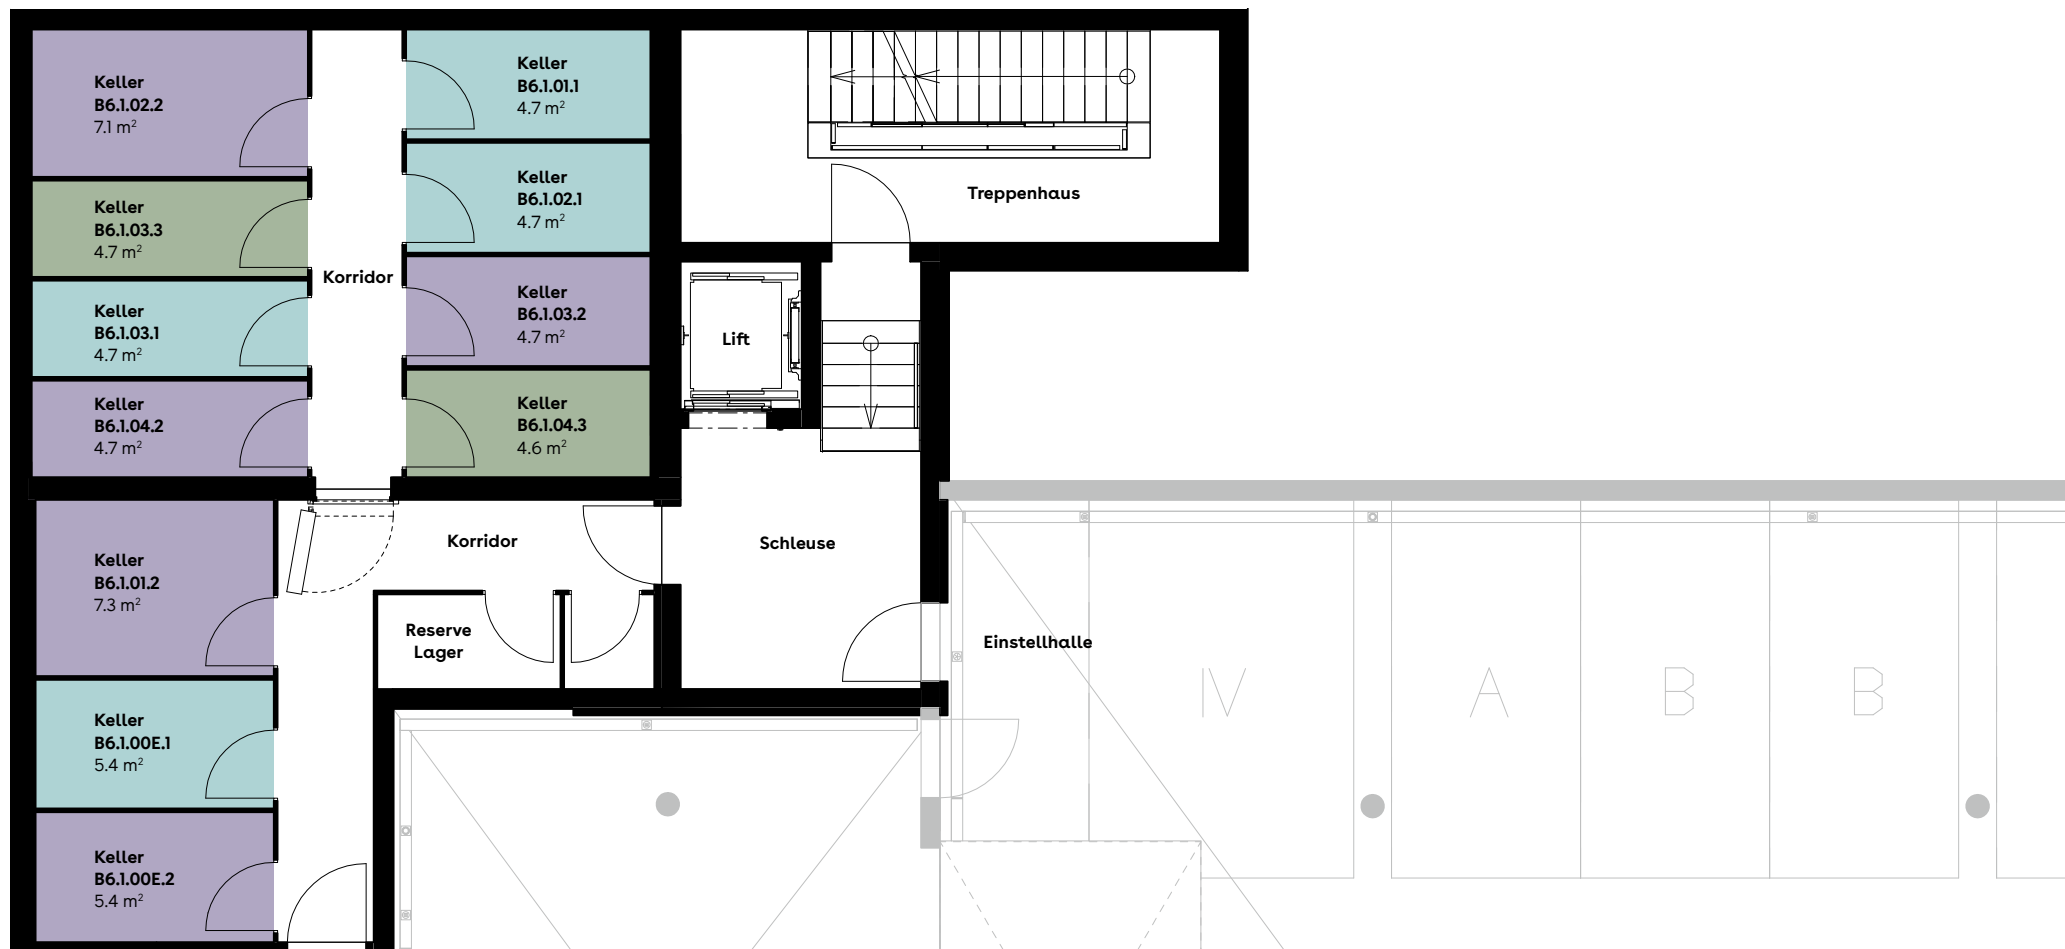 Keller
B6.1.02.2
7.1 m²
Keller
B6.1.03.3
4.7 m²
Keller
B6.1.03.1
4.7 m²
Keller
B6.1.04.2
4.7 m²
Korridor
Keller
B6.1.01.1
4.7 m²
Keller
B6.1.02.1
4.7 m²
Keller
B6.1.03.2
4.7 m²
Keller
B6.1.04.3
4.6 m²
Treppenhaus
Lift
Keller
B6.1.01.2
7.3 m²
Keller
B6.1.00E.1
5.4 m²
Keller
B6.1.00E.2
5.4 m²
Korridor
Reserve
Lager
Schleuse
Einstellhalle
IV
A
B
B